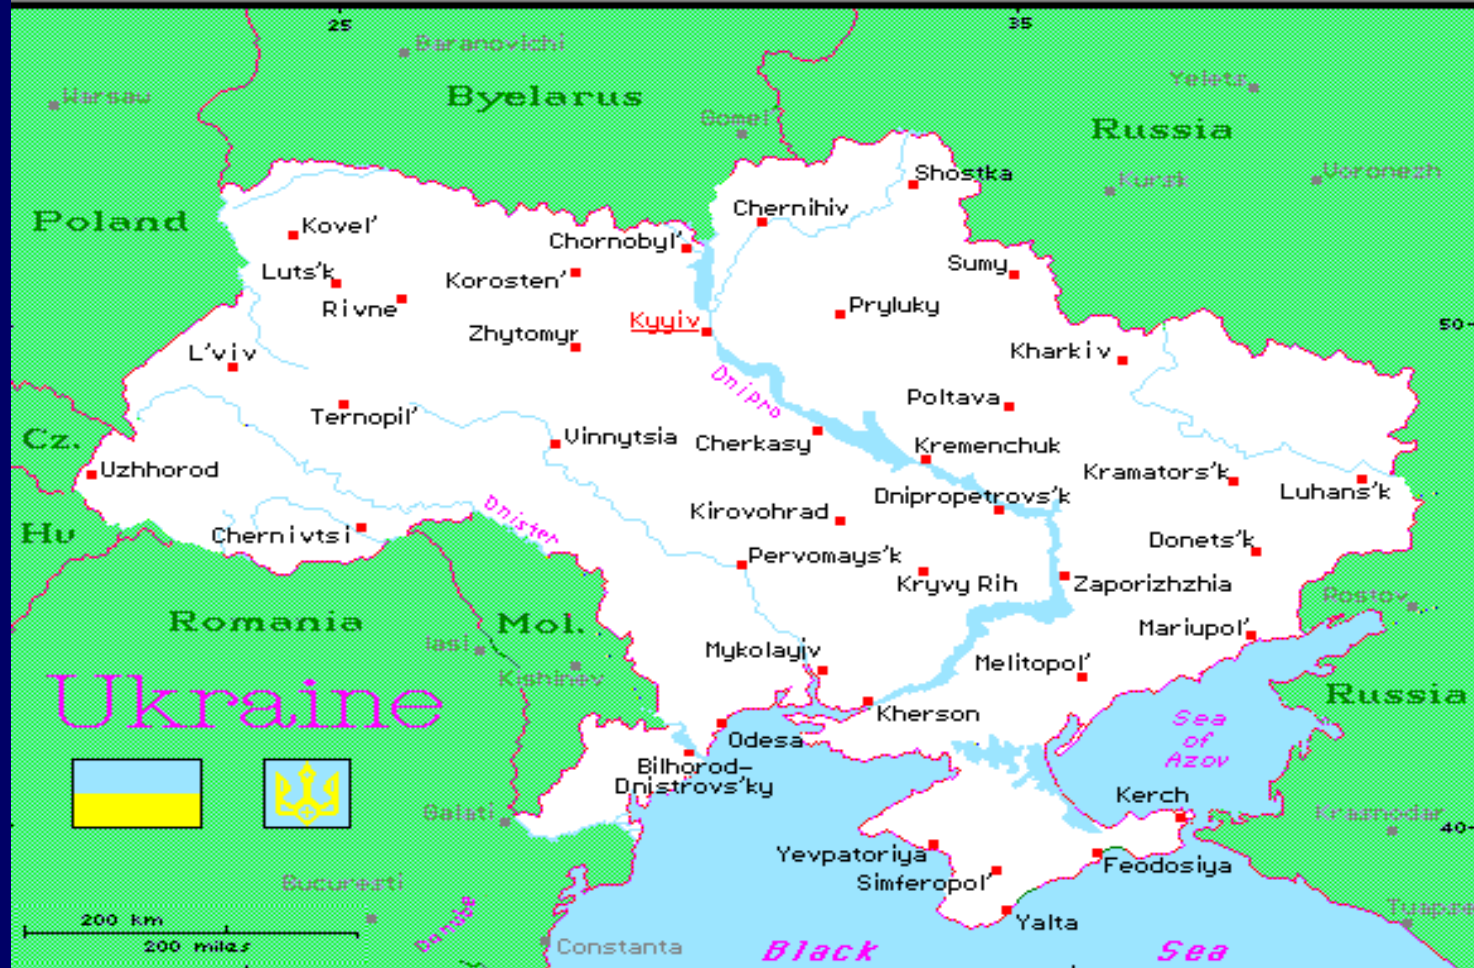 25
35
Baranovichi
Yelets
Warsaw
Byelarus
Gomel'
Russia
Shostka
Kursk
Voronezh
Poland
Chernihiv
Kovel'
Chornobyl'
Sumy
Luts'k
Korosten'
Rivne
Pryluky
Kyyiv
50
Zhytomyr
L'viv
Kharkiv
Dnipro
Poltava
Ternopil'
Cz.
Vinnytsia
Cherkasy
Kremenchuk
Uzhhorod
Kramators'k
Luhans'k
Dnipropetrovs'k
Dnister
Kirovohrad
Hu
Chernivtsi
Donets'k
Pervomays'k
Kryvy Rih
Zaporizhzhia
Rostov
Romania
Mol.
Mariupol'
Iasi
Mykolayiv
Melitopol'
Kishinev
Russia
Ukraine
Kherson
Sea
of
Azov
Odesa
Bilhorod-
Dnistrovs'ky
Kerch
Galati
Krasnodar
40
Yevpatoriya
Feodosiya
Simferopol'
Bucuresti
Tuapse
200 km
Danube
Yalta
200 miles
Constanta
Black Sea